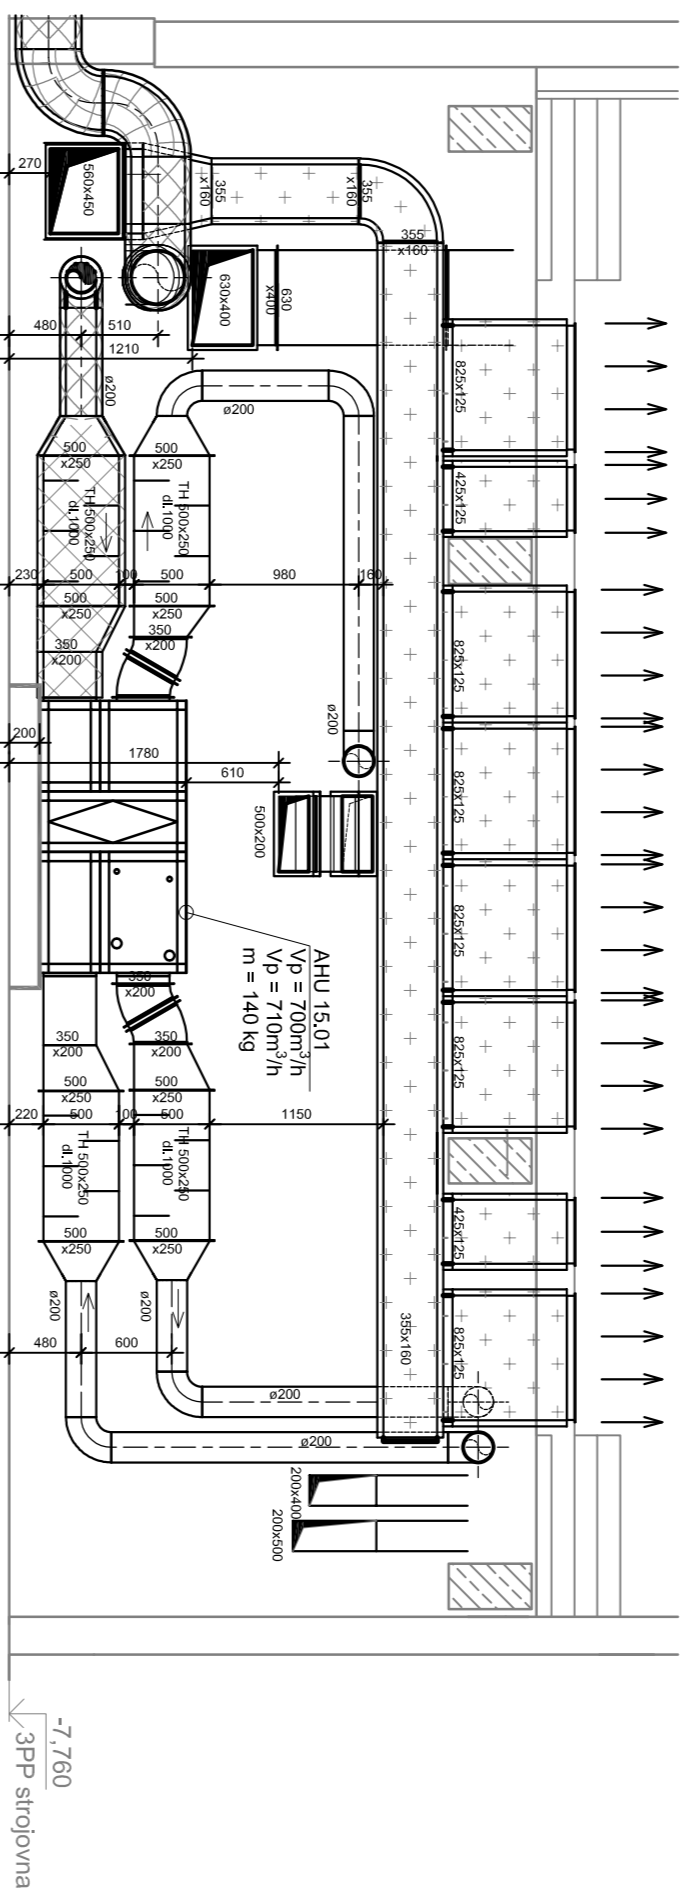 270
560x450
355
x160
355
x160
355
x160
630x400
630
x400
480
510
1210
ø200
ø200
825x125
425x125
500
x250
500
x250
TH 500x250
dl.1000
TH 500x250
dl.1000
230
500
100
500
980
160
500
x250
500
x250
350
x200
350
x200
825x125
ø200
200
1780
610
500x200
825x125
AHU 15.01
Vp = 700m³/h
Vp = 710m³/h
m = 140 kg
825x125
350
x200
350
x200
350
x200
825x125
500
x250
500
x250
220
500
100
500
1150
TH 500x250
dl.1000
TH 500x250
dl.1000
425x125
500
x250
500
x250
ø200
ø200
480
600
355x160
825x125
ø200
ø200
200x400
200x500
-7,760
3PP strojovna